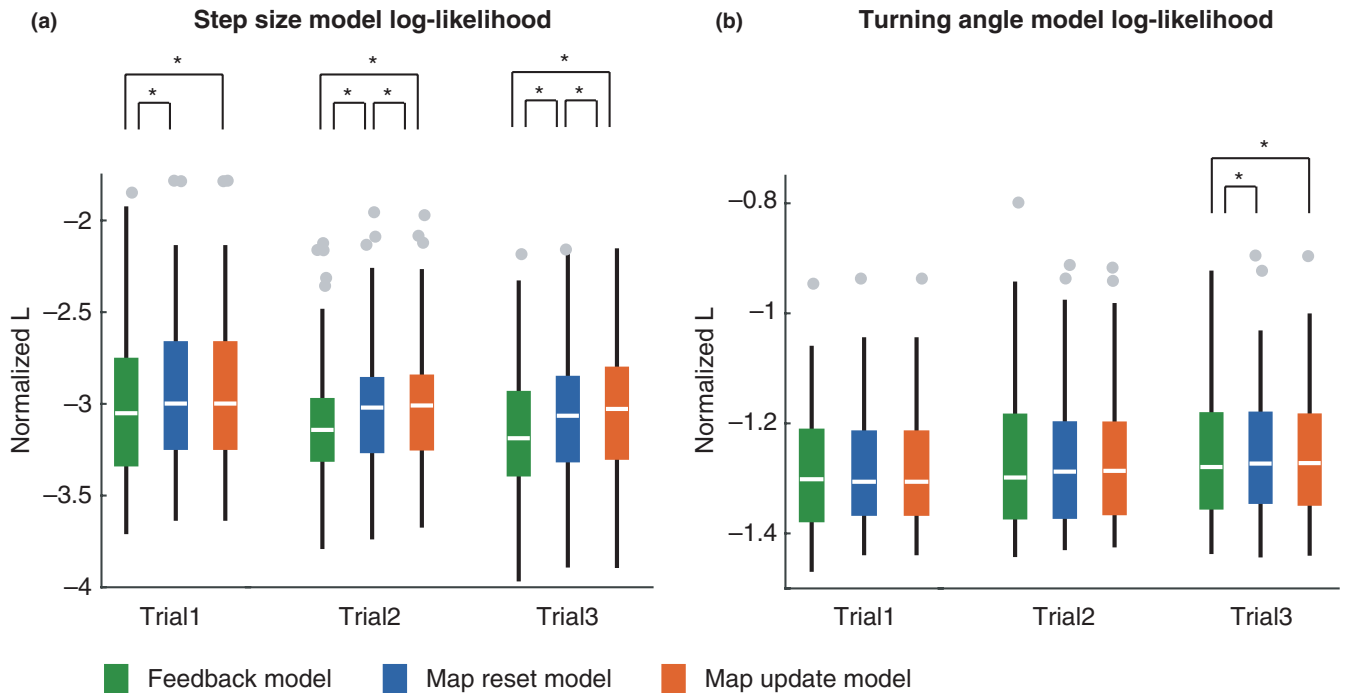 (a) Step size model log-likelihood
* * * * * * * *
Normalized L
−2
−2.5
−3
−3.5
−4
Trial1 Trial2 Trial3
(b) Turning angle model log-likelihood
* *
Normalized L
−0.8
−1
−1.2
−1.4
Trial1 Trial2 Trial3
Feedback model Map reset model Map update model